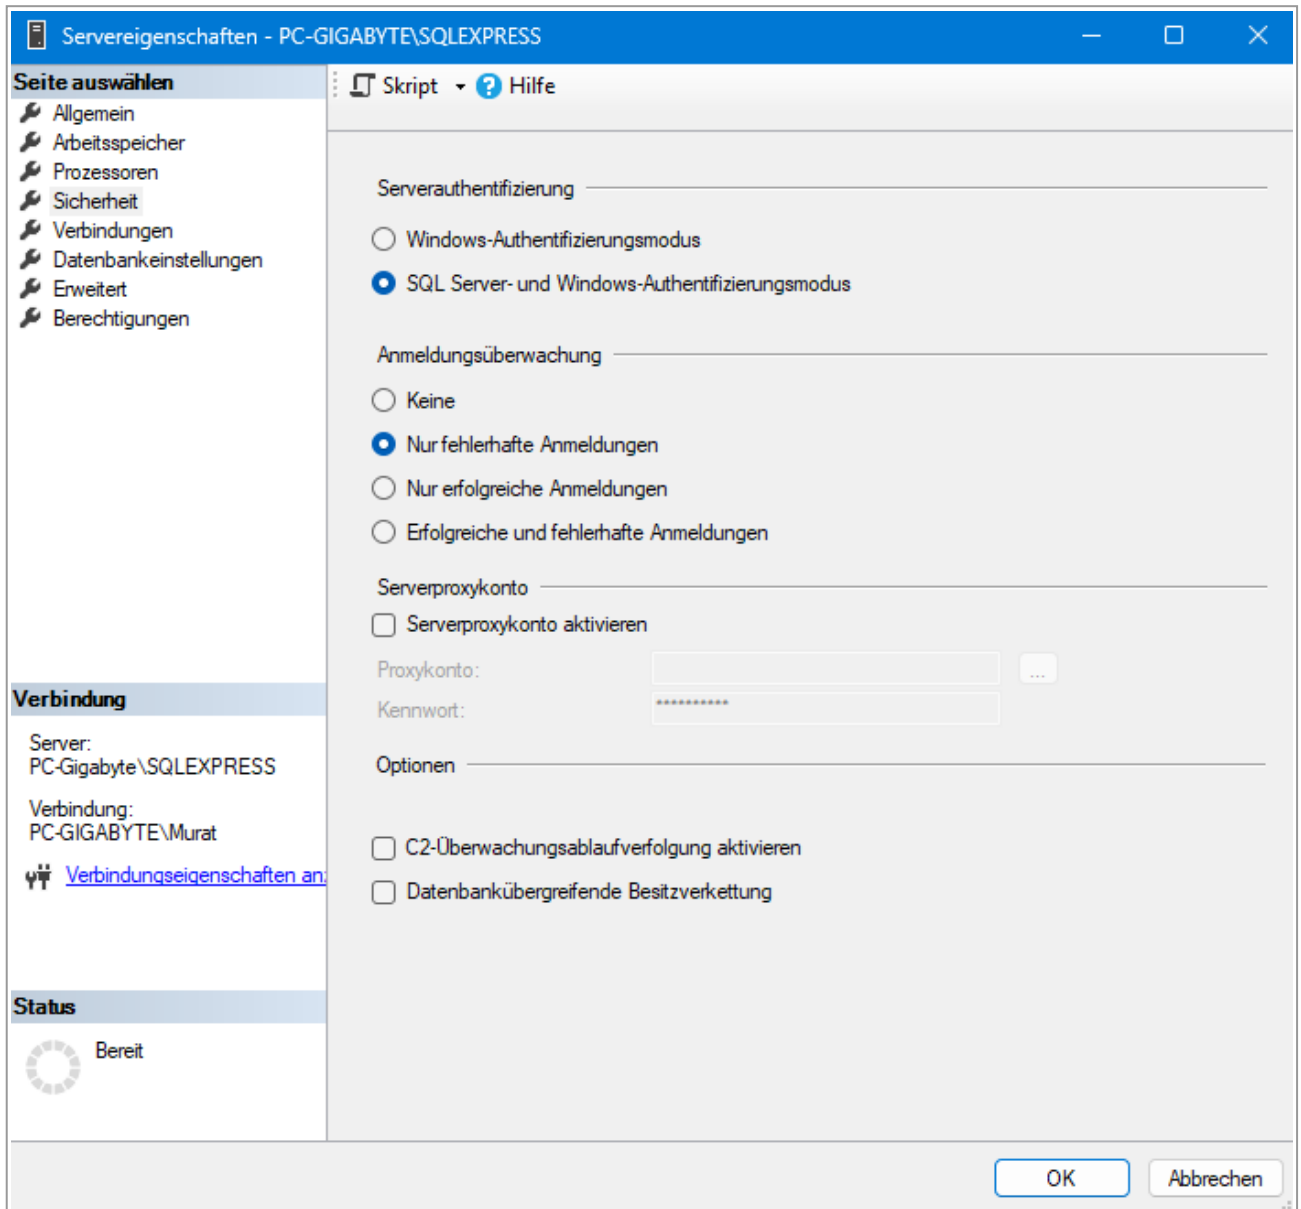 Servereigenschaften - PC-GIGABYTE\SQLEXPRESS
Seite auswählen
Allgemein
Arbeitsspeicher
Prozessoren
Sicherheit
Verbindungen
Datenbankeinstellungen
Erweitert
Berechtigungen
Verbindung
Server:
PC-Gigabyte\SQLEXPRESS
Verbindung:
PC-GIGABYTE\Murat
Verbindungseigenschaften an
Status
Bereit
Skript ? Hilfe
Serverauthentifizierung
Windows-Authentifizierungsmodus
SQL Server- und Windows-Authentifizierungsmodus
Anmeldungsüberwachung
Keine
Nur fehlerhafte Anmeldungen
Nur erfolgreiche Anmeldungen
Erfolgreiche und fehlerhafte Anmeldungen
Serverproxykonto
Serverproxykonto aktivieren
Proxykonto:
...
Kennwort: **********
Optionen
C2-Überwachungsablaufverfolgung aktivieren
Datenbankübergreifende Besitzverkettung
OK Abbrechen